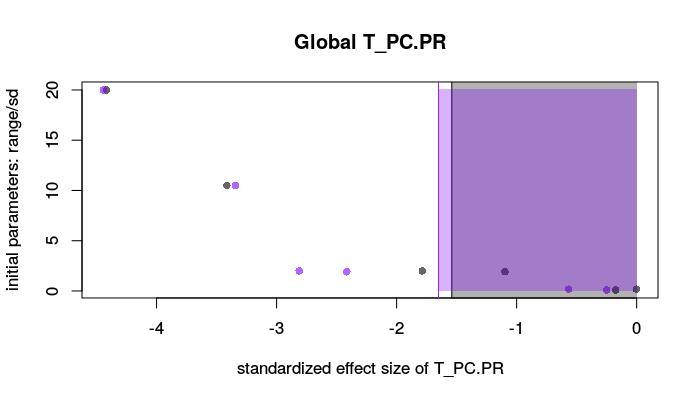 Global T_PC.PR
initial parameters: range/sd
20
15
10
5
0
-4 -3 -2 -1 0
standardized effect size of T_PC.PR